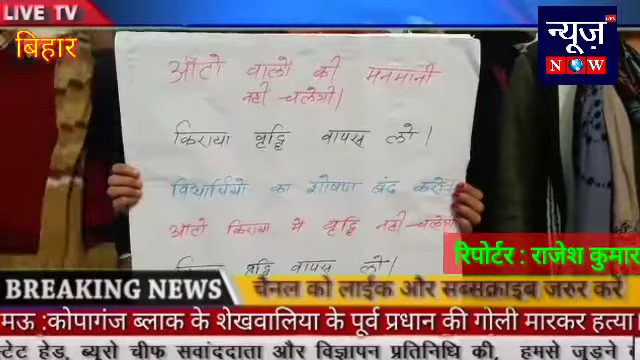 LIVE TV
बिहार
न्यूज़
NOW
ऑटो वालो की मनमानी
नही चलेगी।
किराया वृद्धि वापस लो।
विधार्थियो का शोषण बंद करो
ऑटो किराया मे वृद्धि नही चलेगी
वृद्धि वापस लो।
रिपोर्टर : राजेश कुमार
BREAKING NEWS
चैनल को लाईक और सब्सक्राइब जरुर करें
मऊ :कोपागंज ब्लाक के शेखवालिया के पूर्व प्रधान की गोली मारकर हत्या।
स्टेट हेड, ब्यूरो चीफ सवांददाता और विज्ञापन प्रतिनिधि की, हमसे जुड़ने